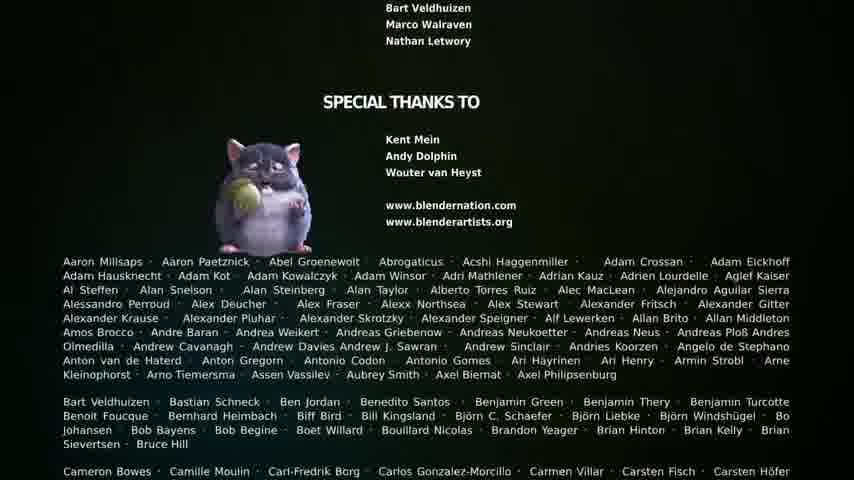 Bart Veldhuizen
Marco Walraven
Nathan Letwory
SPECIAL THANKS TO
Kent Mein
Andy Dolphin
Wouter van Heyst
www.blendernation.com
www.blenderartists.org
Aaron Millsaps · Aaron Paetznick · Abel Groenewolt · Abrogaticus · Acshi Haggenmiller · Adam Crossan · Adam Eickhoff
Adam Hausknecht · Adam Kot · Adam Kowalczyk · Adam Winsor · Adri Mathlener · Adrian Kauz · Adrien Lourdelle · Aglef Kaiser
Al Steffen · Alan Snelson · Alan Steinberg · Alan Taylor · Alberto Torres Ruiz · Alec MacLean · Alejandro Aguilar Sierra
Alessandro Perroud · Alex Deucher · Alex Fraser · Alexx Northsea · Alex Stewart · Alexander Fritsch · Alexander Gitter
Alexander Krause · Alexander Pluhar · Alexander Skrotzky · Alexander Speigner · Alf Lewerken · Allan Brito · Allan Middleton
Amos Brocco · Andre Baran · Andrea Weikert · Andreas Griebenow · Andreas Neukoetter · Andreas Neus · Andreas Ploß Andres
Olmedilla · Andrew Cavanagh · Andrew Davies Andrew J. Sawran · Andrew Sinclair · Andries Koorzen · Angelo de Stephano
Anton van de Haterd · Anton Gregorn · Antonio Codon · Antonio Gomes · Ari Häyrinen · Ari Henry · Armin Strobl · Arne
Kleinophorst · Arno Tiemersma · Assen Vassilev · Aubrey Smith · Axel Biernat · Axel Philipsenburg
Bart Veldhuizen · Bastian Schneck · Ben Jordan · Benedito Santos · Benjamin Green · Benjamin Thery · Benjamin Turcotte
Benoit Foucque · Bernhard Heimbach · Biff Bird · Bill Kingsland · Björn C. Schaefer · Björn Liebke · Björn Windshügel · Bo
Johansen · Bob Bayens · Bob Begine · Boet Willard · Bouillard Nicolas · Brandon Yeager · Brian Hinton · Brian Kelly · Brian
Sievertsen · Bruce Hill
Cameron Bowes · Camille Moulin · Carl-Fredrik Borg · Carlos Gonzalez-Morcillo · Carmen Villar · Carsten Fisch · Carsten Höfer